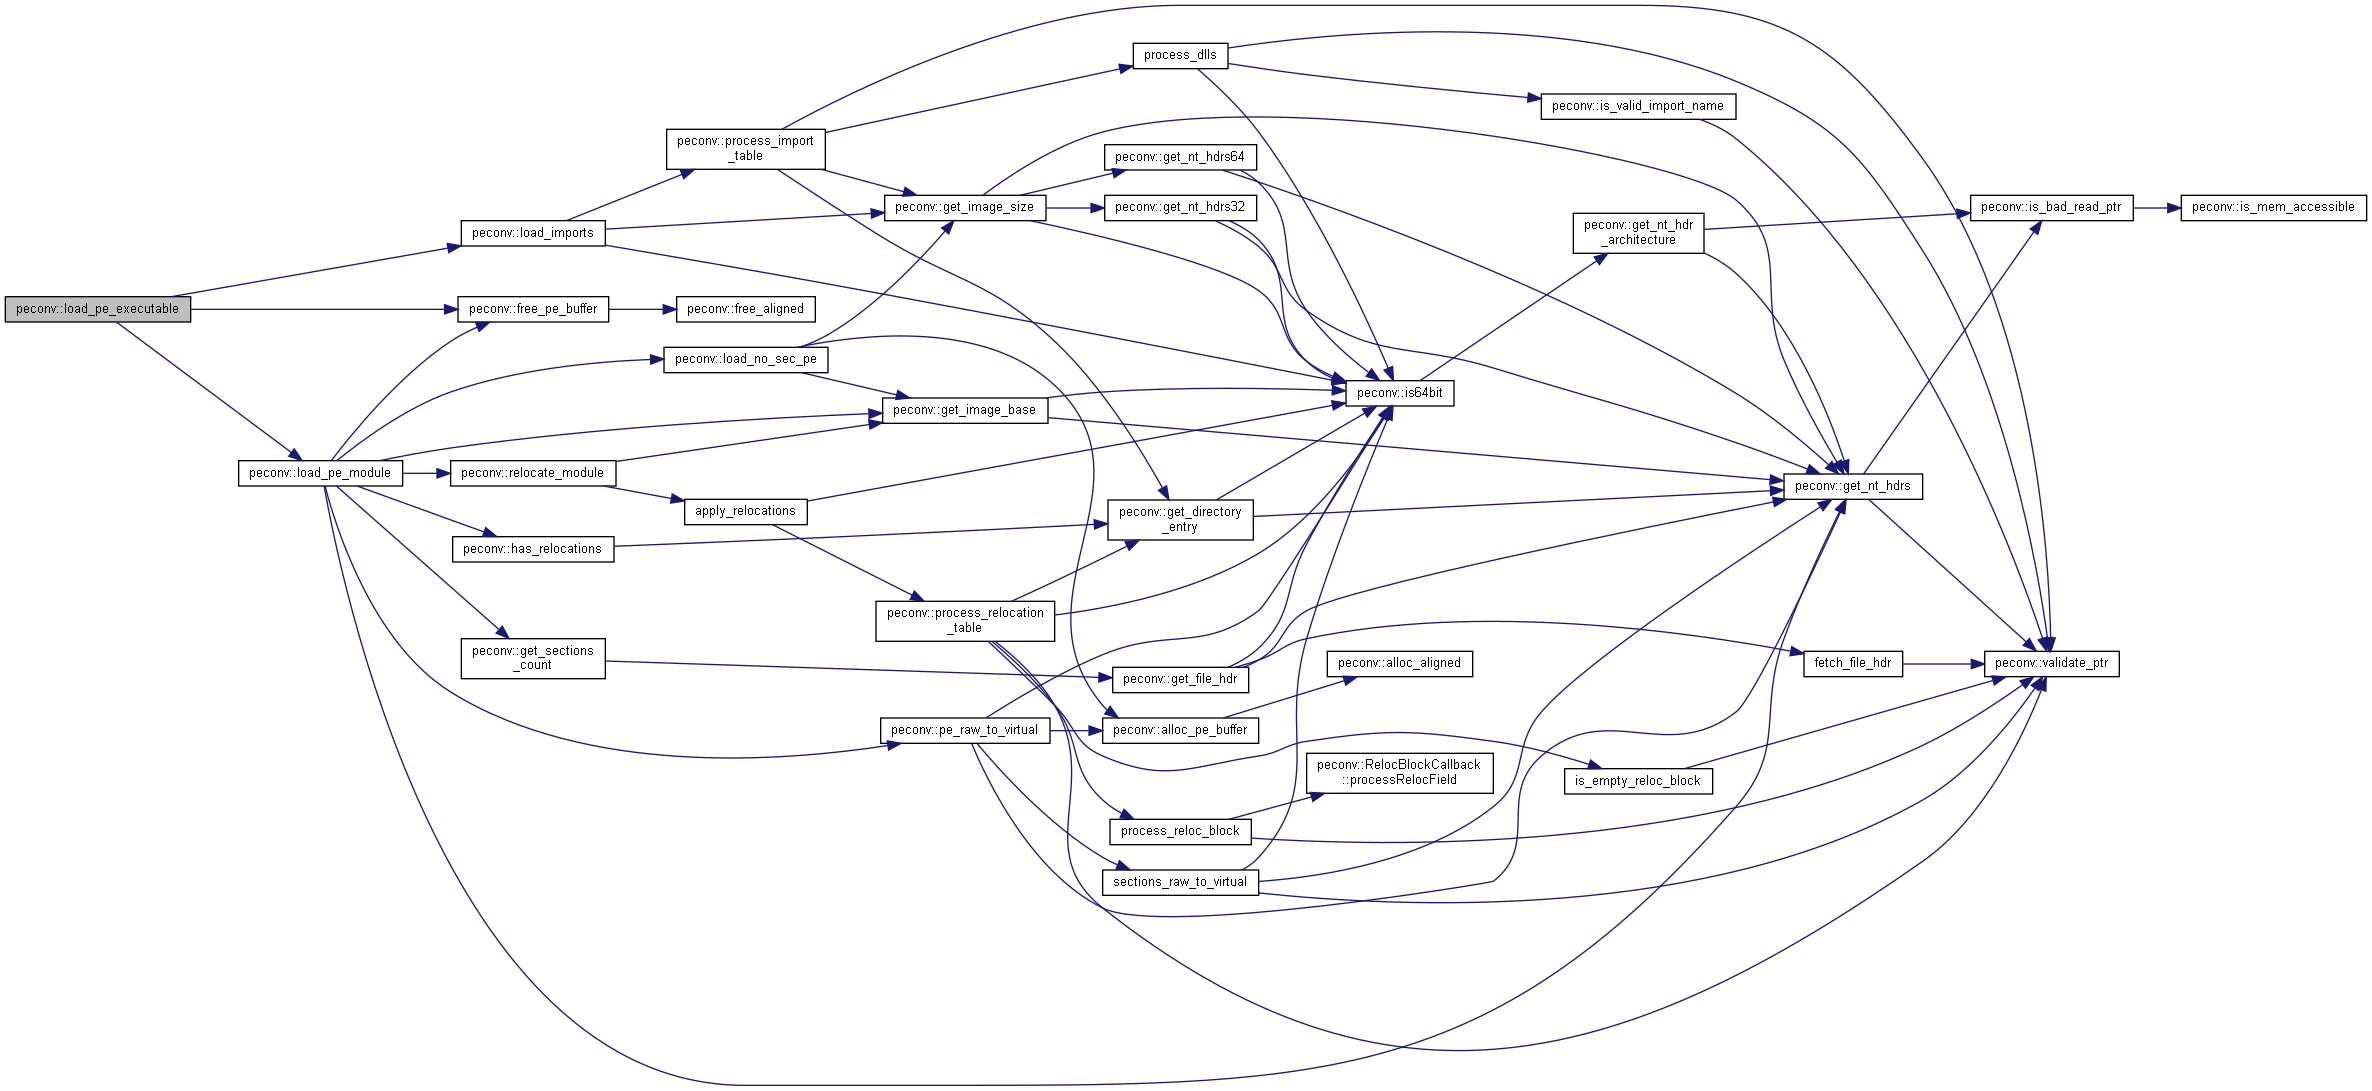 process_dlls
peconv::is_valid_import_name
peconv::process_import
_table
peconv::get_nt_hdrs64
peconv::get_image_size
peconv::get_nt_hdrs32
peconv::is_bad_read_ptr
peconv::is_mem_accessible
peconv::load_imports
peconv::get_nt_hdr
_architecture
peconv::load_pe_executable
peconv::free_pe_buffer
peconv::free_aligned
peconv::load_no_sec_pe
peconv::is64bit
peconv::get_image_base
peconv::load_pe_module
peconv::relocate_module
peconv::get_nt_hdrs
apply_relocations
peconv::get_directory
_entry
peconv::has_relocations
peconv::process_relocation
_table
peconv::get_sections
_count
peconv::alloc_aligned
fetch_file_hdr
peconv::validate_ptr
peconv::get_file_hdr
peconv::pe_raw_to_virtual
peconv::alloc_pe_buffer
peconv::RelocBlockCallback
::processRelocField
is_empty_reloc_block
process_reloc_block
sections_raw_to_virtual